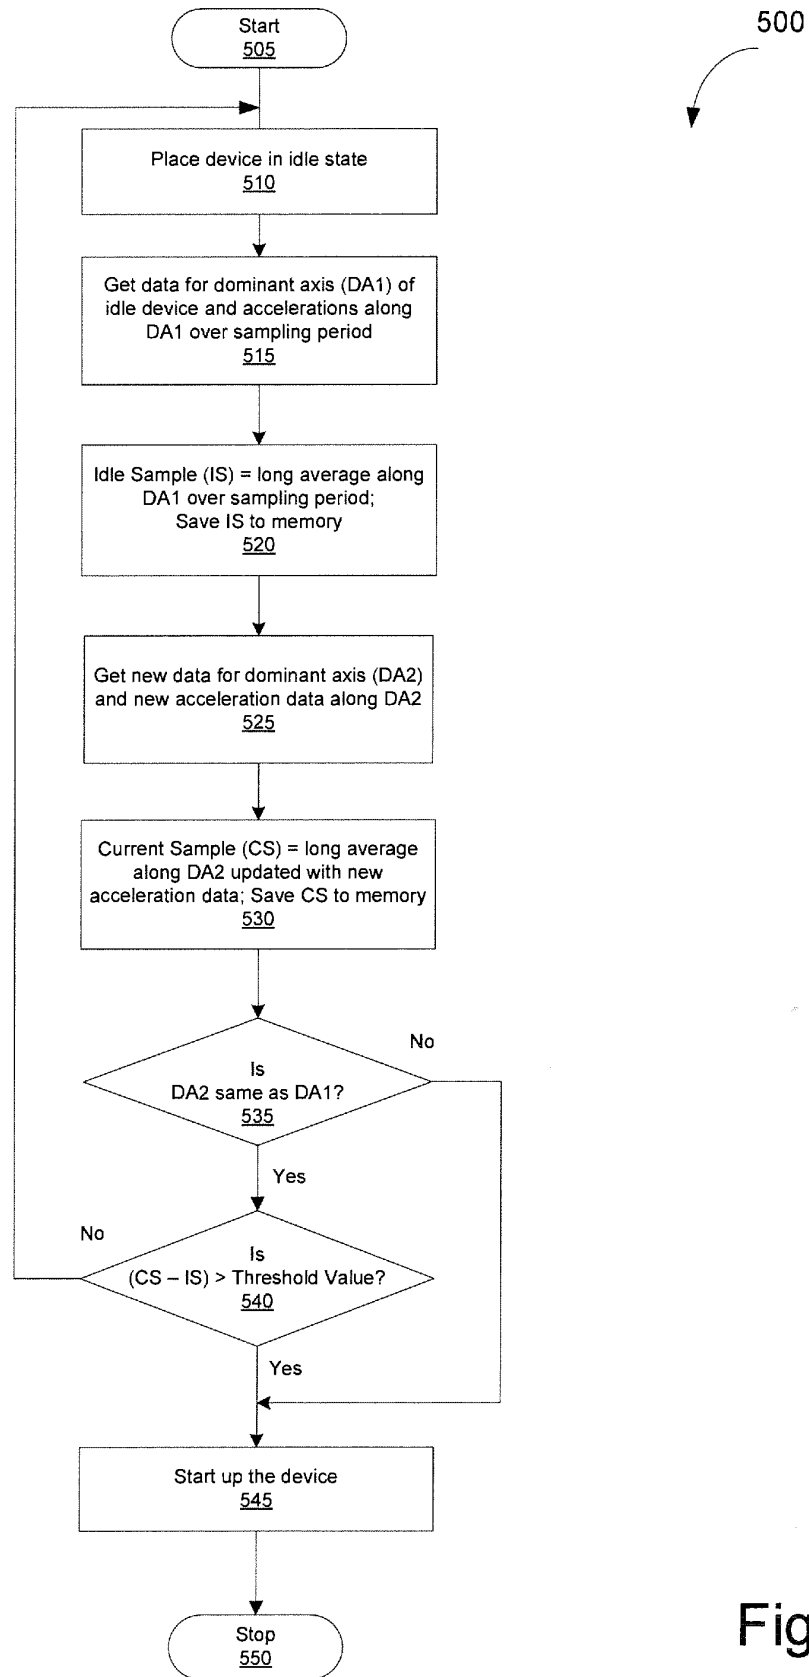 500
Start
505
Place device in idle state
510
Get data for dominant axis (DA1) of
idle device and accelerations along
DA1 over sampling period
515
Idle Sample (IS) = long average along
DA1 over sampling period;
Save IS to memory
520
Get new data for dominant axis (DA2)
and new acceleration data along DA2
525
Current Sample (CS) = long average
along DA2 updated with new
acceleration data; Save CS to memory
530
No
Is
DA2 same as DA1?
535
Yes
No
Is
(CS – IS) > Threshold Value?
540
Yes
Start up the device
545
Stop
550
Fig